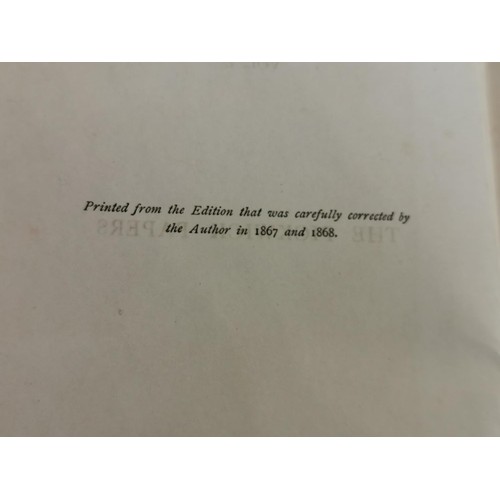 Printed from the Edition that was carefully corrected by
the Author in 1867 and 1868.